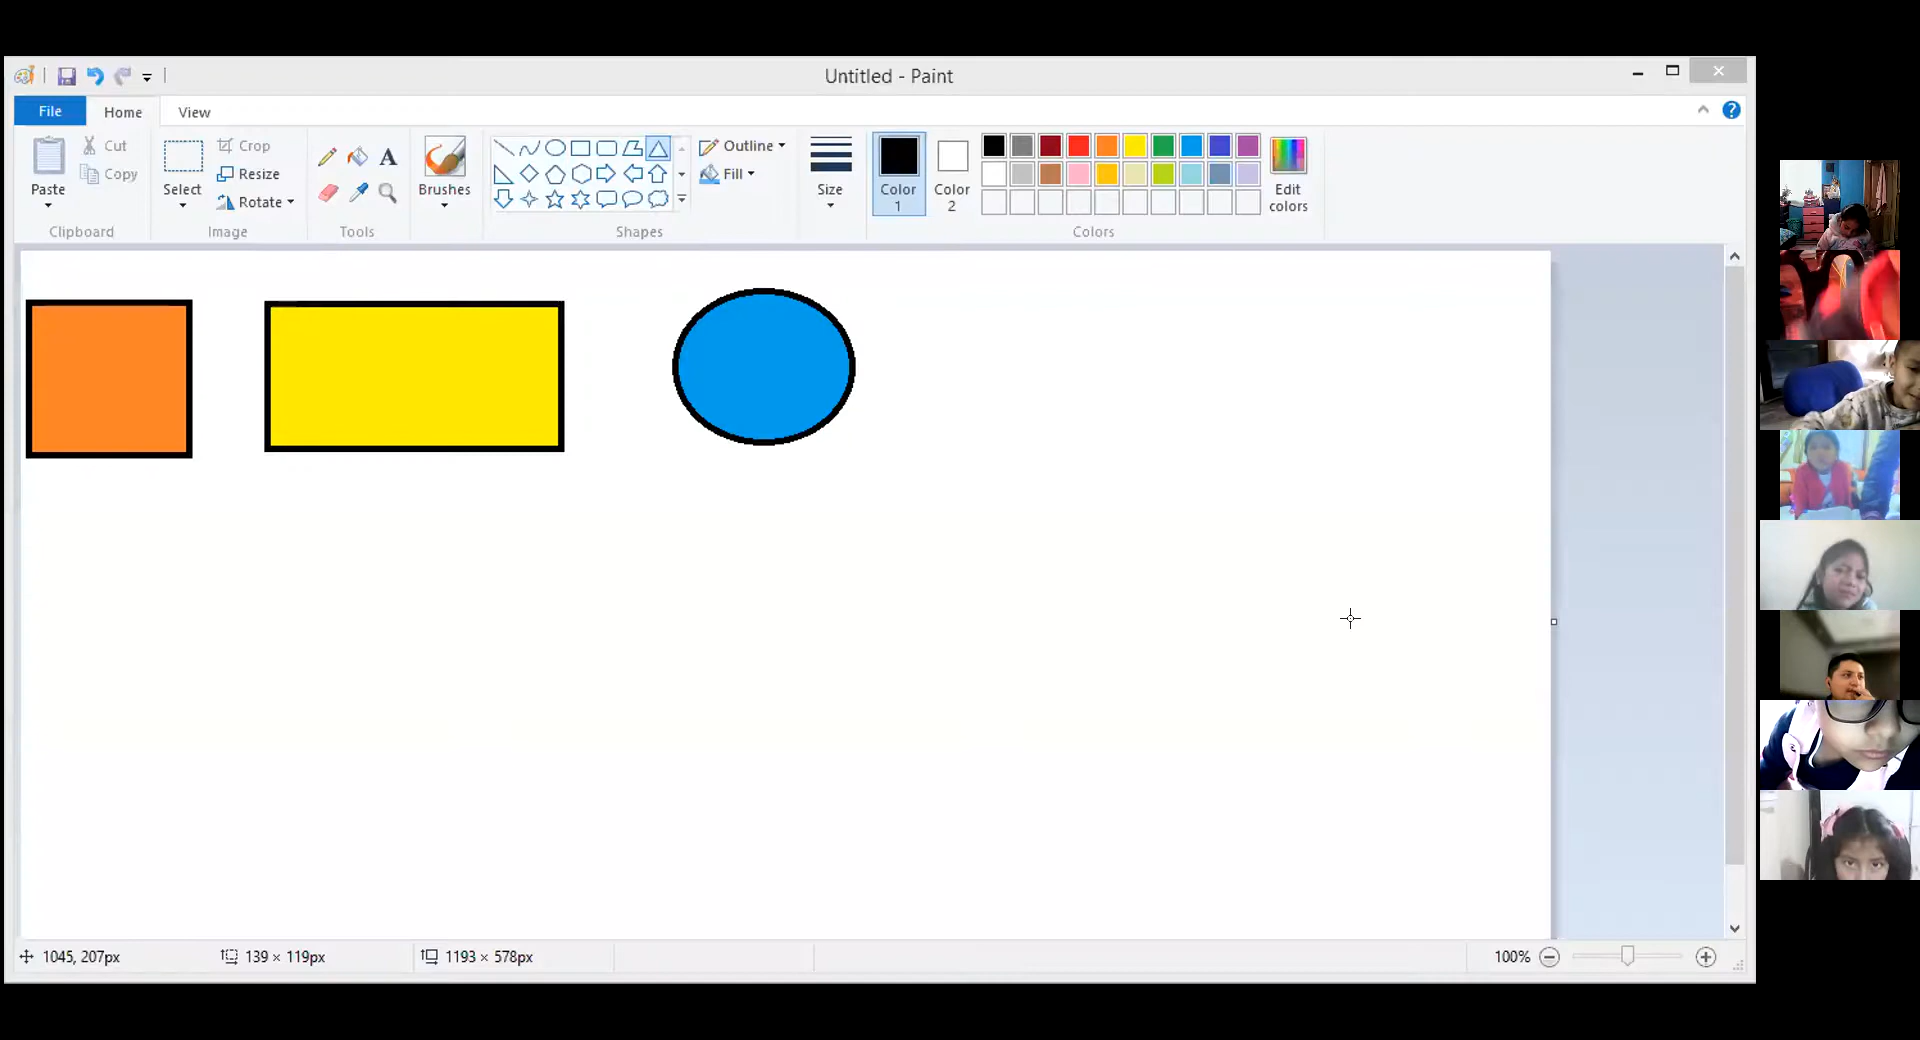 Untitled - Paint
File Home View
Paste
Cut
Copy
Clipboard
Select
Crop
Resize
Rotate
Image
A
Tools
Brushes
Shapes
Outline
Fill
Size
Color 1
Color 2
Edit colors
Colors
1045, 207px
139 × 119px
1193 × 578px
100%